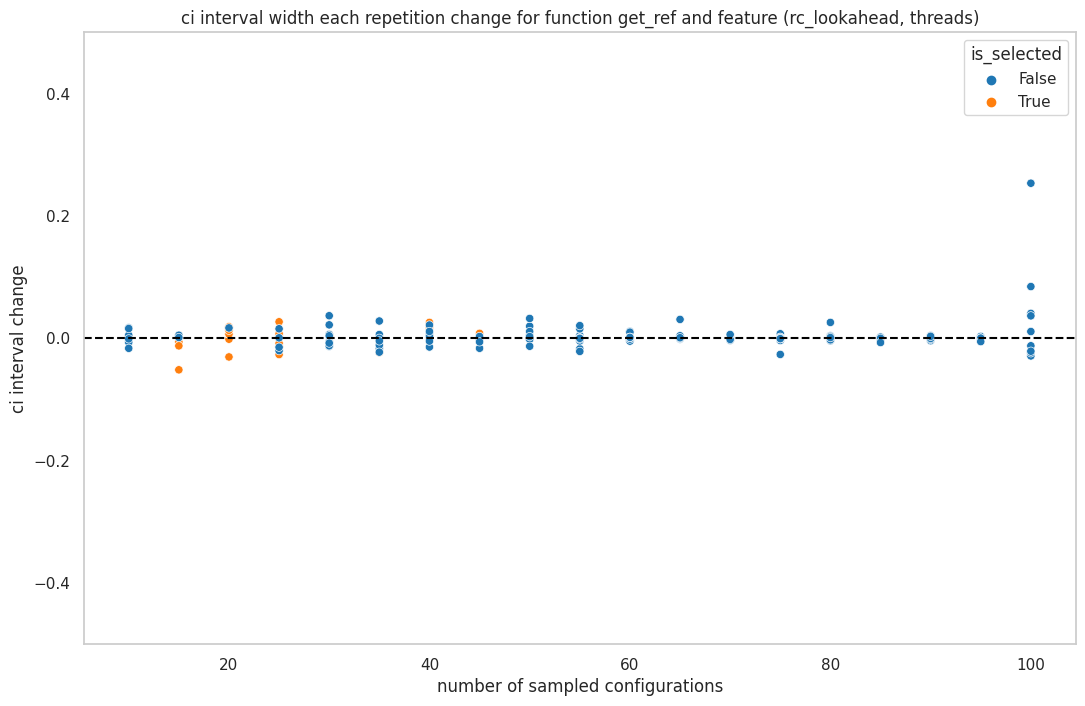 ci interval width each repetition change for function get_ref and feature (rc_lookahead, threads)
is_selected
False
True
ci interval change
0.4
0.2
0.0
−0.2
−0.4
20
40
60
80
100
number of sampled configurations